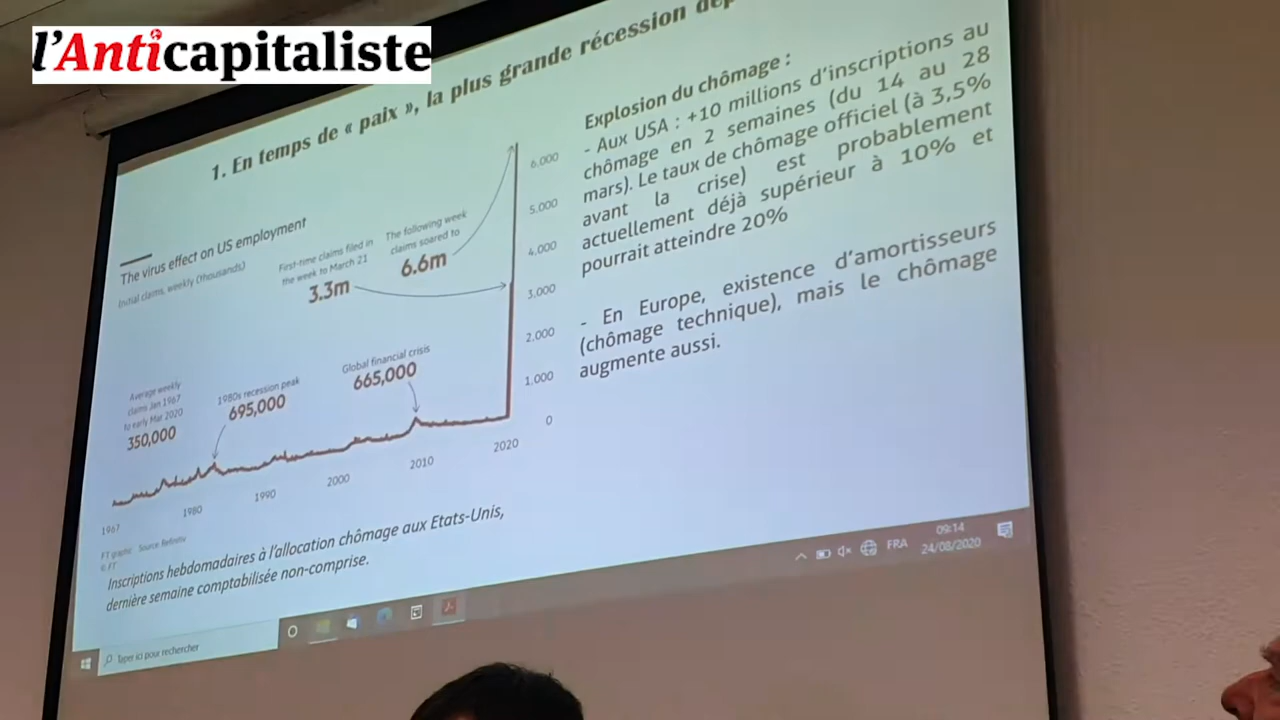 l'Anticapitaliste
1. En temps de « paix », la plus grande récession dep
The virus effect on US employment
Initial claims, weekly (thousands)
First-time claims filed in
the week to March 21
3.3m
The following week
claims soared to
6.6m
6,000
5,000
4,000
3,000
2,000
1,000
0
Average weekly
claims Jan 1967
to early Mar 2020
350,000
1980s recession peak
695,000
Global financial crisis
665,000
1967
1980
1990
2000
2010
2020
FT graphic Source: Refinitiv
© FT
Inscriptions hebdomadaires à l'allocation chômage aux Etats-Unis,
dernière semaine comptabilisée non-comprise.
Explosion du chômage :
- Aux USA : +10 millions d'inscriptions au
chômage en 2 semaines (du 14 au 28
mars). Le taux de chômage officiel (à 3,5%
avant la crise) est probablement
actuellement déjà supérieur à 10% et
pourrait atteindre 20%
- En Europe, existence d'amortisseurs
(chômage technique), mais le chômage
augmente aussi.
Taper ici pour rechercher
FRA
09:14
24/08/2020